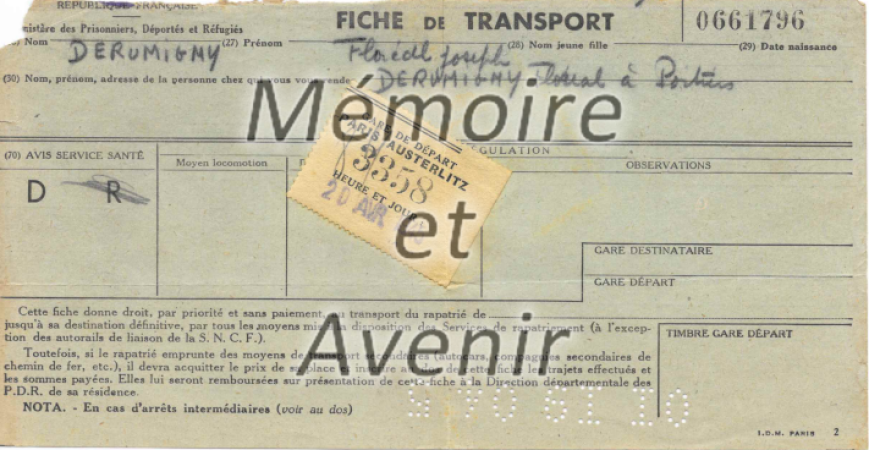 RÉPUBLIQUE FRANÇAISE
FICHE DE TRANSPORT
0661796
Ministère des Prisonniers, Déportés et Réfugiés
Nom DERUMIGNY (27) Prénom joseph (28) Nom jeune fille (29) Date naissance
(30) Nom, prénom, adresse de la personne chez qui vous vous rendez DERUMIGNY Floréal à Poitiers
Mémoire
GARE DE DÉPART
PARIS AUSTERLITZ
3358
HEURE ET JOUR
20 AVR
RÉGULATION
(70) AVIS SERVICE SANTÉ
Moyen locomotion
OBSERVATIONS
D R
et
GARE DESTINATAIRE
GARE DÉPART
Cette fiche donne droit, par priorité et sans paiement, au transport du rapatrié de
jusqu'à sa destination définitive, par tous les moyens mis à la disposition des Services de rapatriement (à l'excep-
tion des autorails de liaison de la S. N. C. F.).
TIMBRE GARE DÉPART
Avenir
Toutefois, si le rapatrié emprunte des moyens de transport secondaires (autocars, compagnies secondaires de
chemin de fer, etc.), il devra acquitter le prix de sa place et inscrire au dos de cette fiche les trajets effectués et
les sommes payées. Elles lui seront remboursées sur présentation de cette fiche à la Direction départementale des
P.D.R. de sa résidence.
NOTA. - En cas d'arrêts intermédiaires (voir au dos)
I.O.M. PARIS 2